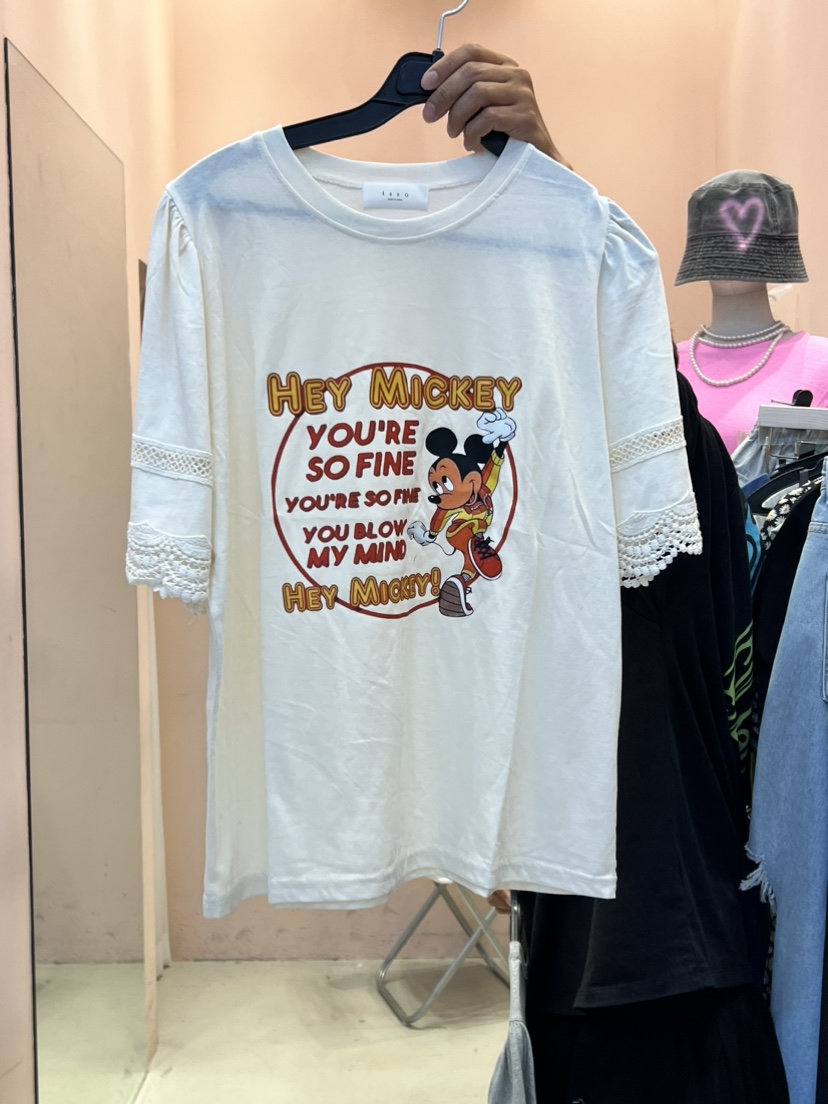 HEY MICKEY
YOU'RE
SO FINE
YOU'RE SO FINE
YOU BLOW
MY MIND
HEY MICKEY!